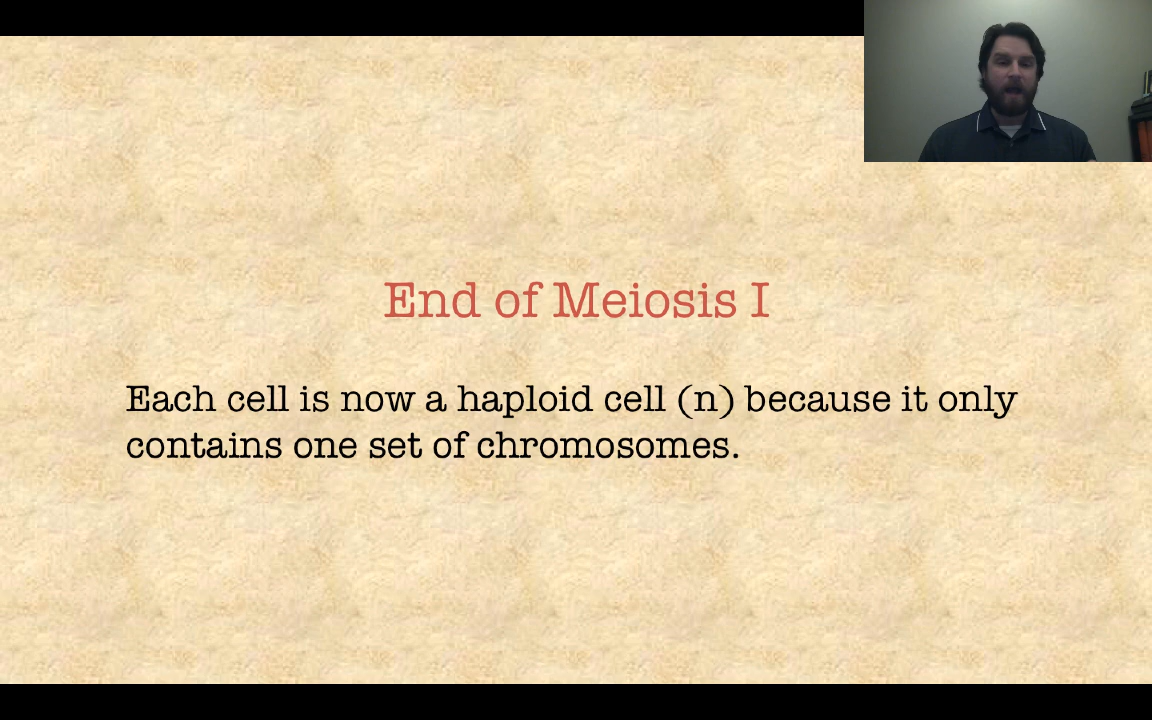 End of Meiosis I
Each cell is now a haploid cell (n) because it only
contains one set of chromosomes.